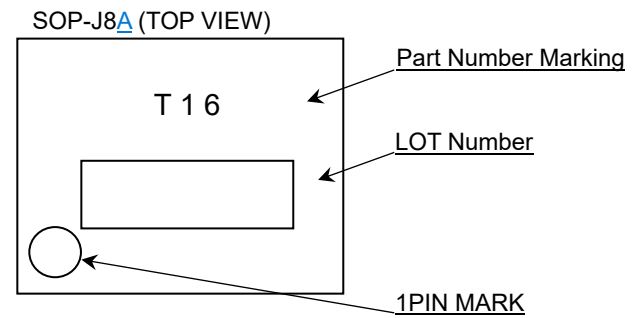 SOP-J8A (TOP VIEW)
Part Number Marking
T 1 6
LOT Number
1PIN MARK